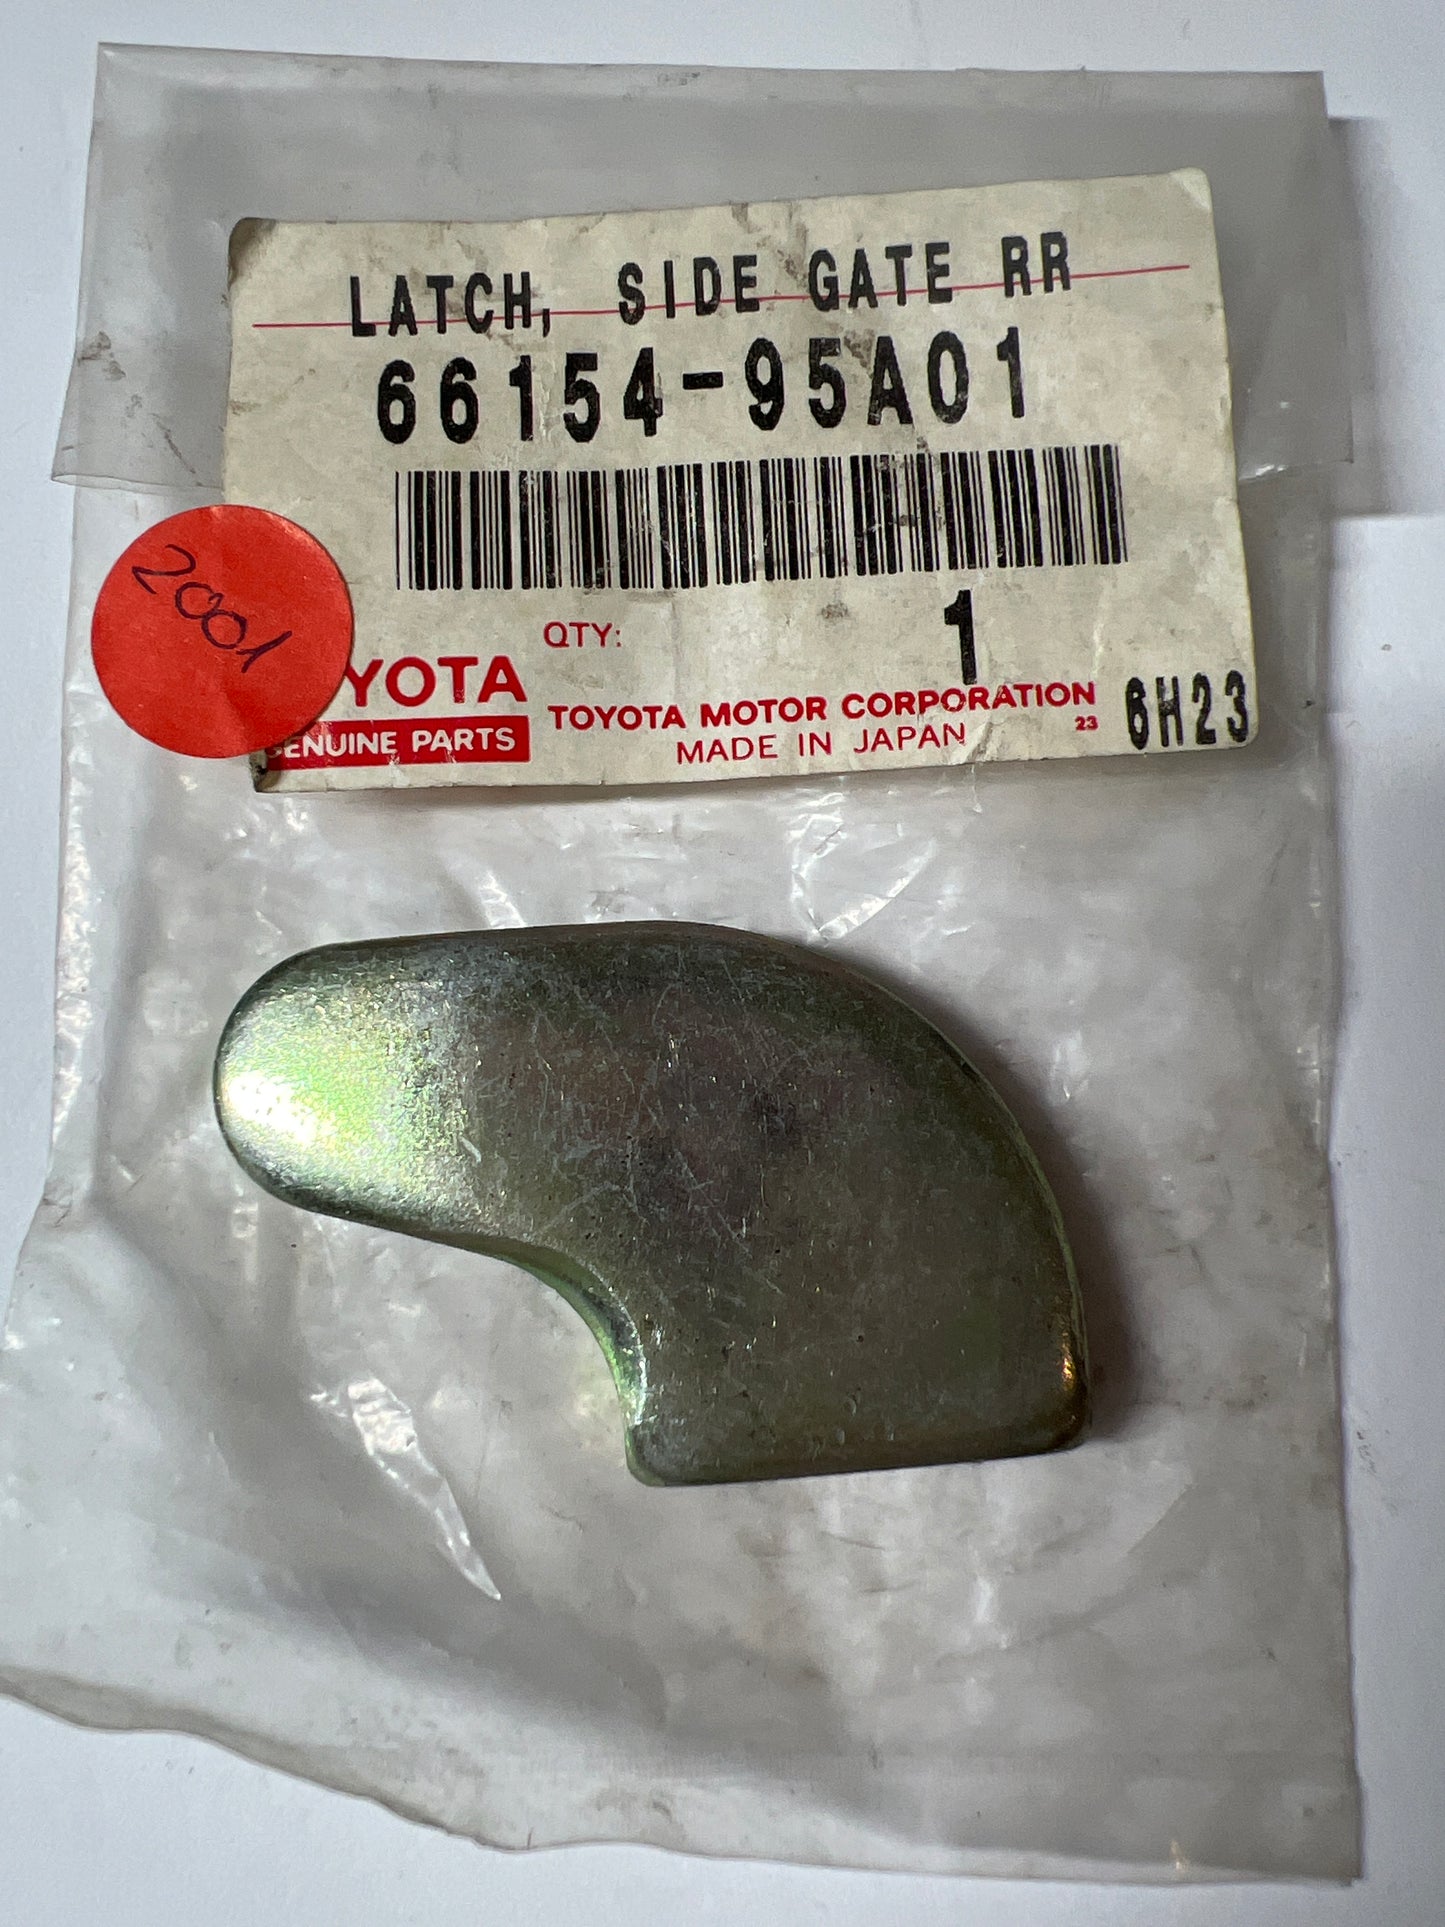 LATCH, SIDE GATE RR
66154-95A01
2001
QTY: 1
YOTA
ENUINE PARTS
TOYOTA MOTOR CORPORATION
MADE IN JAPAN
23
6H23